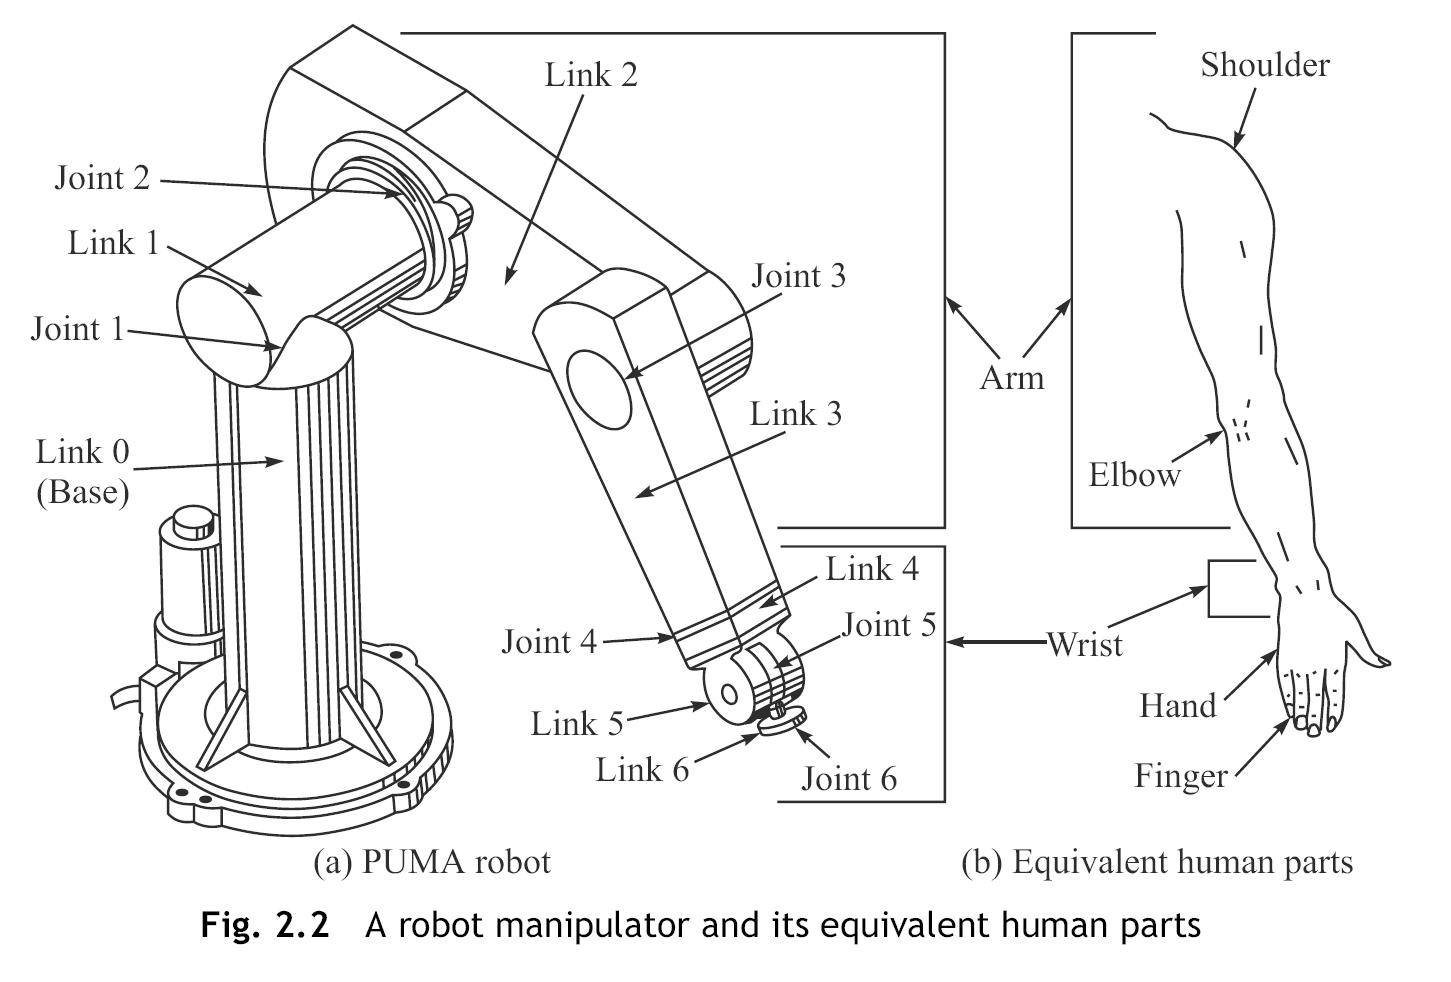 Shoulder
Link 2
Joint 2
Link 1
Joint 3
Joint 1
Arm
Link 3
Link 0
(Base)
Elbow
Link 4
Joint 5
Joint 4
Wrist
Hand
Link 5
Link 6
Joint 6
Finger
(a) PUMA robot
(b) Equivalent human parts
Fig. 2.2 A robot manipulator and its equivalent human parts